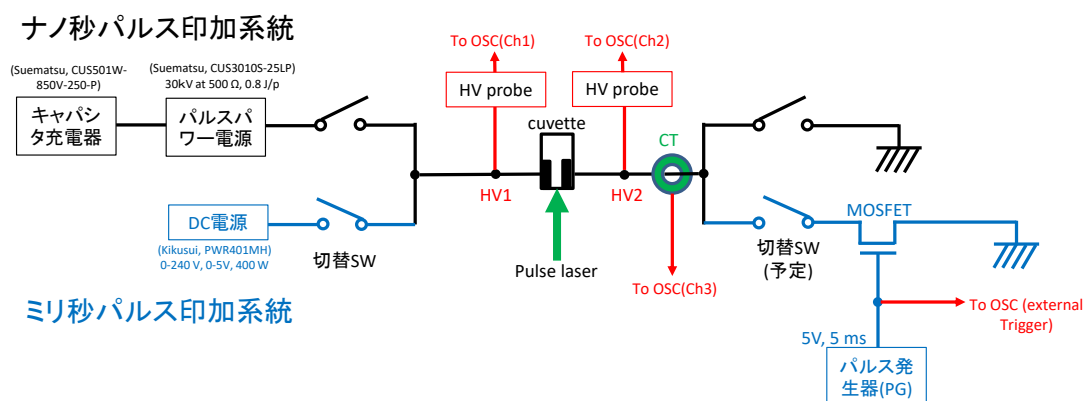 ナノ秒パルス印加系統
(Suematsu, CUS501W-
850V-250-P)
(Suematsu, CUS3010S-25LP)
30kV at 500 Ω, 0.8 J/p
キャパシ
タ充電器
パルスパ
ワー電源
To OSC(Ch1)
HV probe
To OSC(Ch2)
HV probe
cuvette
CT
HV1
HV2
DC電源
(Kikusui, PWR401MH)
0-240 V, 0-5V, 400 W
切替SW
Pulse laser
To OSC(Ch3)
切替SW
(予定)
MOSFET
To OSC (external
Trigger)
ミリ秒パルス印加系統
5V, 5 ms
パルス発
生器(PG)